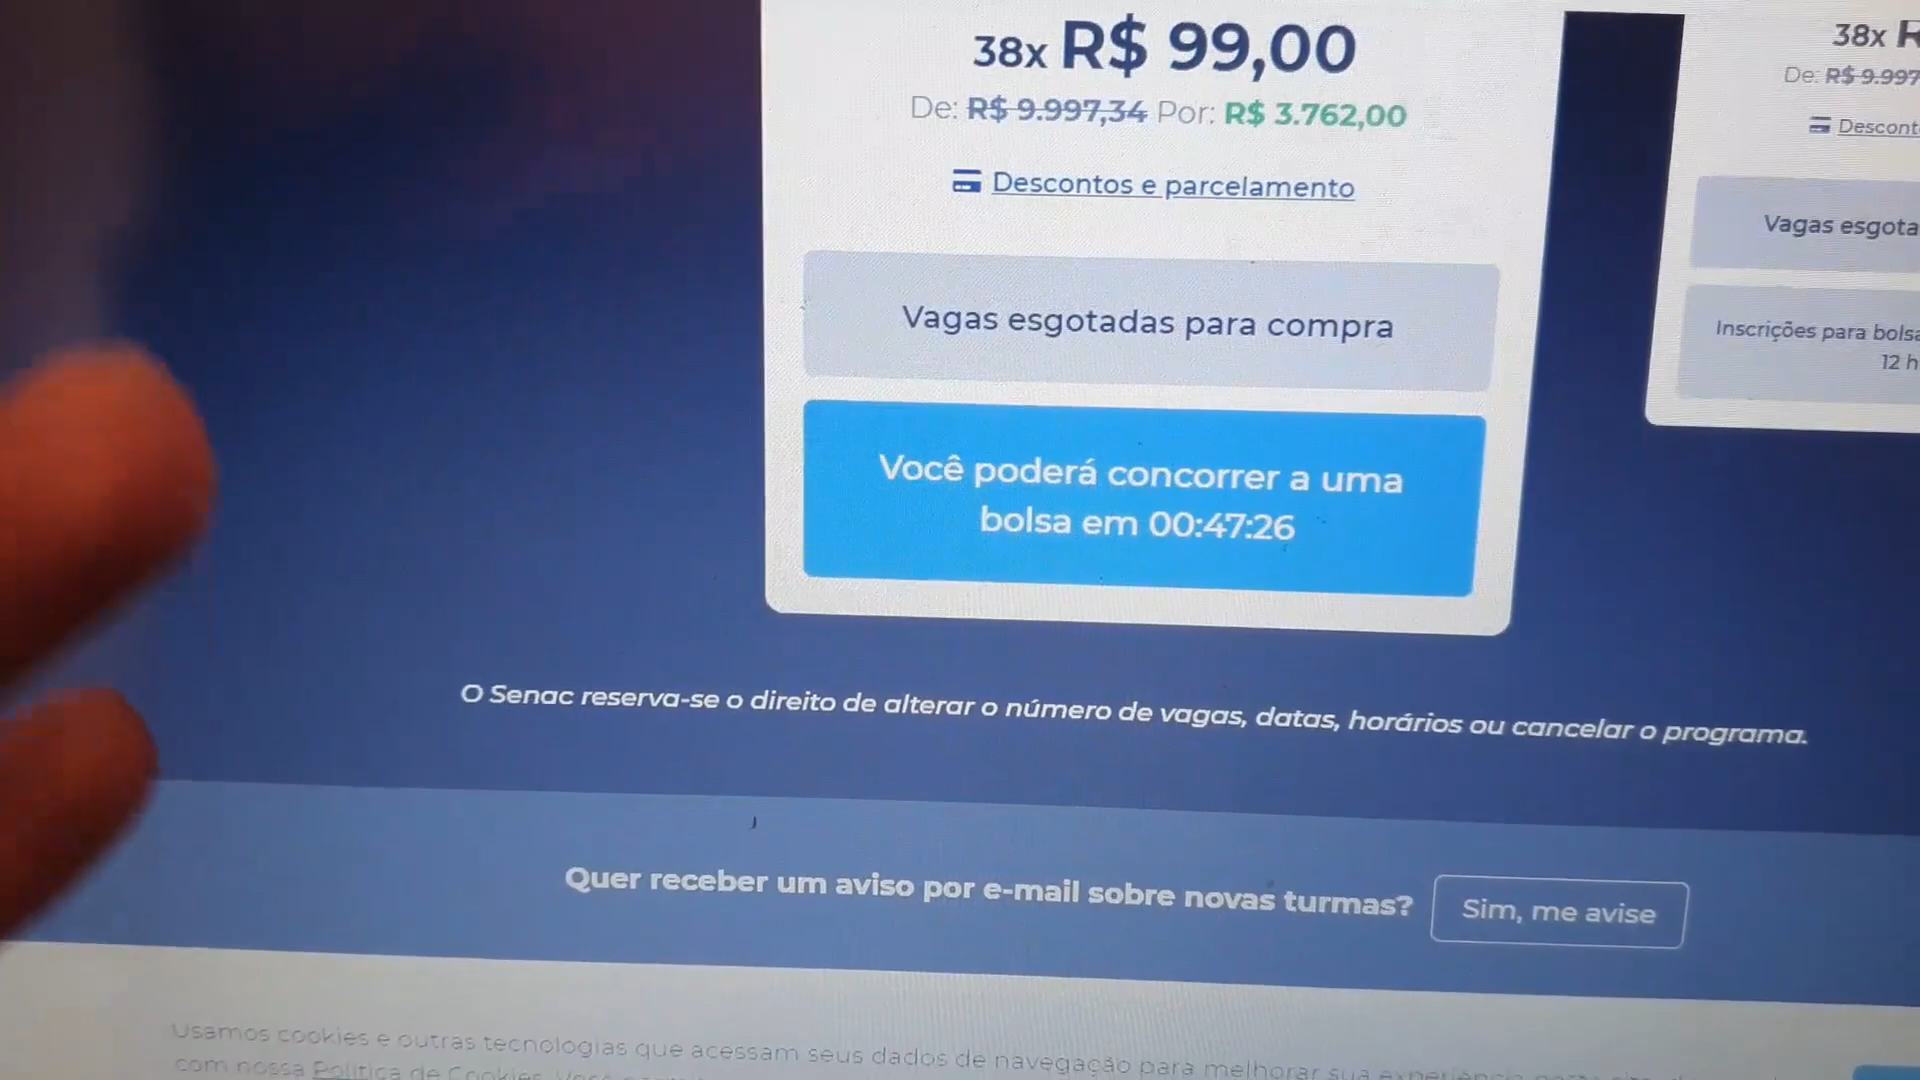 38x R$ 99,00
De: R$ 9.997,34 Por: R$ 3.762,00
Descontos e parcelamento
Vagas esgotadas para compra
Você poderá concorrer a uma
bolsa em 00:47:26
38x
De: R$ 9.997
Vagas
Inscrições para
12 h
O Senac reserva-se o direito de alterar o número de vagas, datas, horários ou cancelar o programa.
Quer receber um aviso por e-mail sobre novas turmas?
Sim, me avise
Usamos cookies e outras tecnologias que acessam seus dados de navegação para melhorar sua experiência
com nossa Política de Cookies.